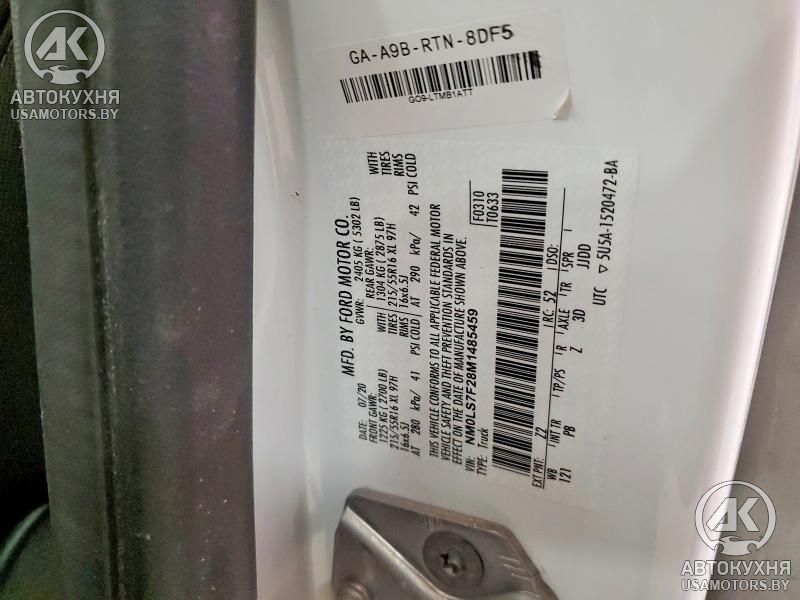 AK
АВТОКУХНЯ
USAMOTORS.BY
GA-A9B-RTN-8DF5
GO9-LTMB1ATT
MFD. BY FORD MOTOR CO.
DATE: 07/20 GVWR: 2405 KG ( 5302 LB)
FRONT GAWR: REAR GAWR: WITH
1225 KG ( 2700 LB) WITH 1304 KG ( 2875 LB) TIRES
215/55R16 XL 97H TIRES 215/55R16 XL 97H RIMS
16x6.5J RIMS 16x6.5J
AT 280 kPa/ 41 PSI COLD AT 290 kPa/ 42 PSI COLD
THIS VEHICLE CONFORMS TO ALL APPLICABLE FEDERAL MOTOR
VEHICLE SAFETY AND THEFT PREVENTION STANDARDS IN
EFFECT ON THE DATE OF MANUFACTURE SHOWN ABOVE.
VIN: NM0LS7F28M1485459 F0310
TYPE: Truck T0633
EXT PNT: Z2 RC: 52 DSO:
WB INT TR TP/PS R AXLE TR SPR
121 PB Z 3D JJDD
UTC ▽ 5U5A-1520472-BA
AK
АВТОКУХНЯ
USAMOTORS.BY